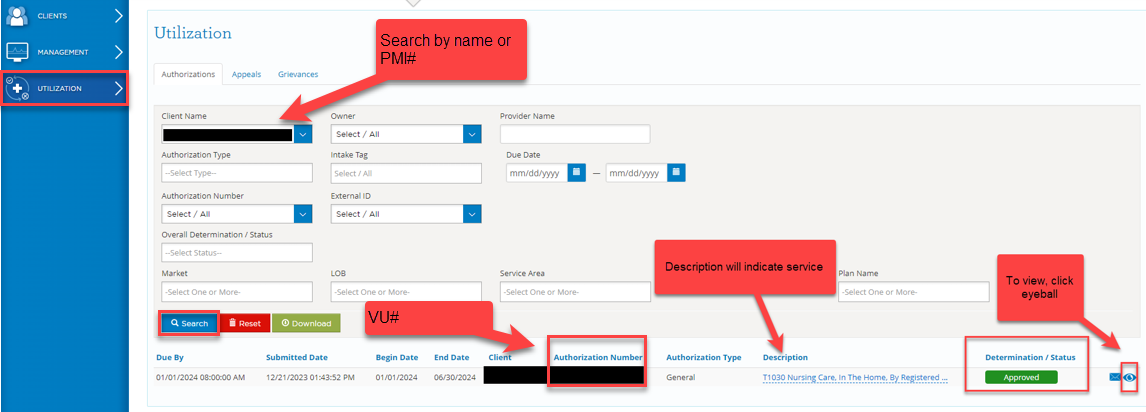 CLIENTS
MANAGEMENT
UTILIZATION
Utilization
Search by name or
PMI#
Authorizations Appeals Grievances
Client Name Owner Provider Name
Select / All
Authorization Type Intake Tag Due Date
--Select Type-- Select / All mm/dd/yyyy — mm/dd/yyyy
Authorization Number External ID
Select / All Select / All
Overall Determination / Status
--Select Status--
Market LOB Service Area Plan Name
-Select One or More- -Select One or More- -Select One or More- -Select One or More-
Description will indicate service
To view, click
eyeball
VU#
Search Reset Download
Due By Submitted Date Begin Date End Date Client Authorization Number Authorization Type Description Determination / Status
01/01/2024 08:00:00 AM 12/21/2023 01:43:52 PM 01/01/2024 06/30/2024 General T1030 Nursing Care, In The Home, By Registered ... Approved